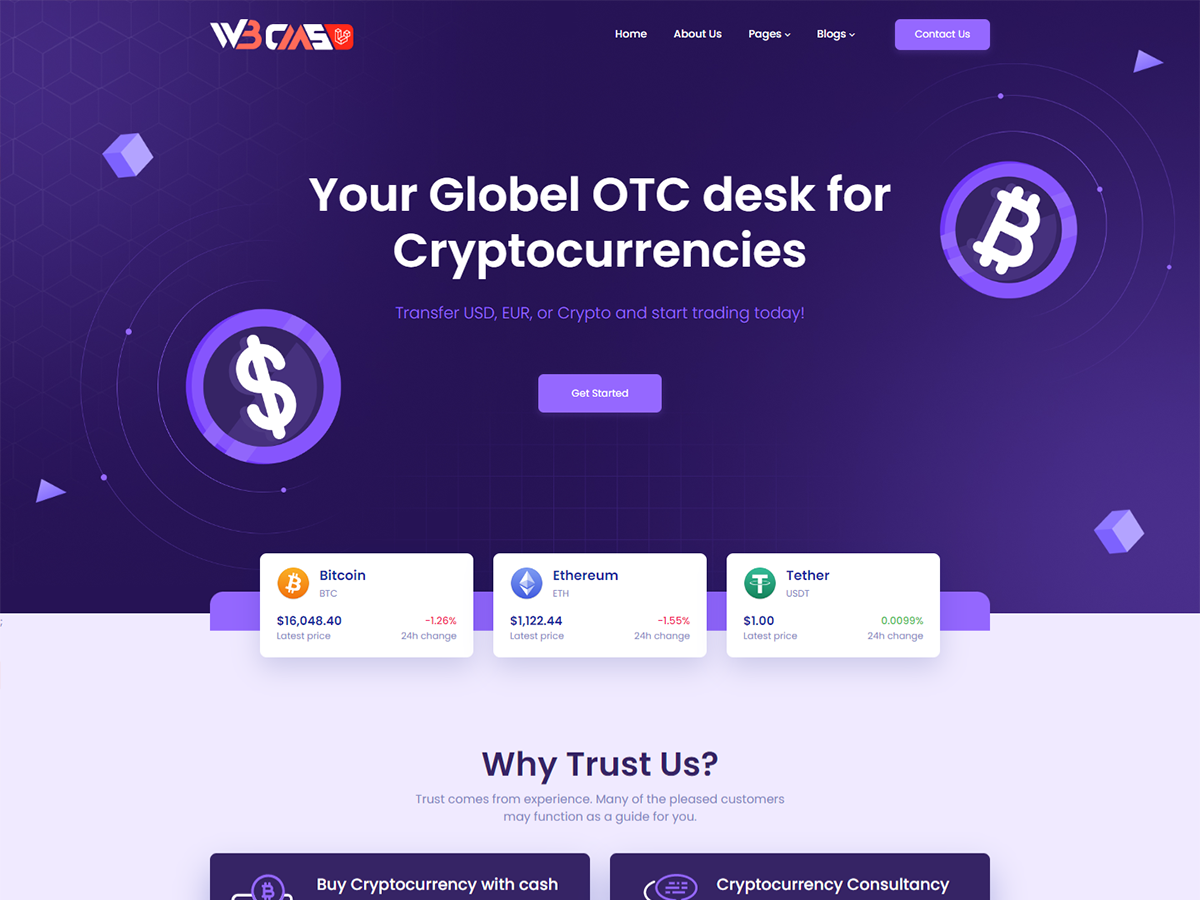 W3CMS
Home About Us Pages Blogs Contact Us
Your Globel OTC desk for
Cryptocurrencies
Transfer USD, EUR, or Crypto and start trading today!
Get Started
Bitcoin
BTC
$16,048.40 -1.26%
Latest price 24h change
Ethereum
ETH
$1,122.44 -1.55%
Latest price 24h change
Tether
USDT
$1.00 0.0099%
Latest price 24h change
;
Why Trust Us?
Trust comes from experience. Many of the pleased customers
may function as a guide for you.
Buy Cryptocurrency with cash
Cryptocurrency Consultancy